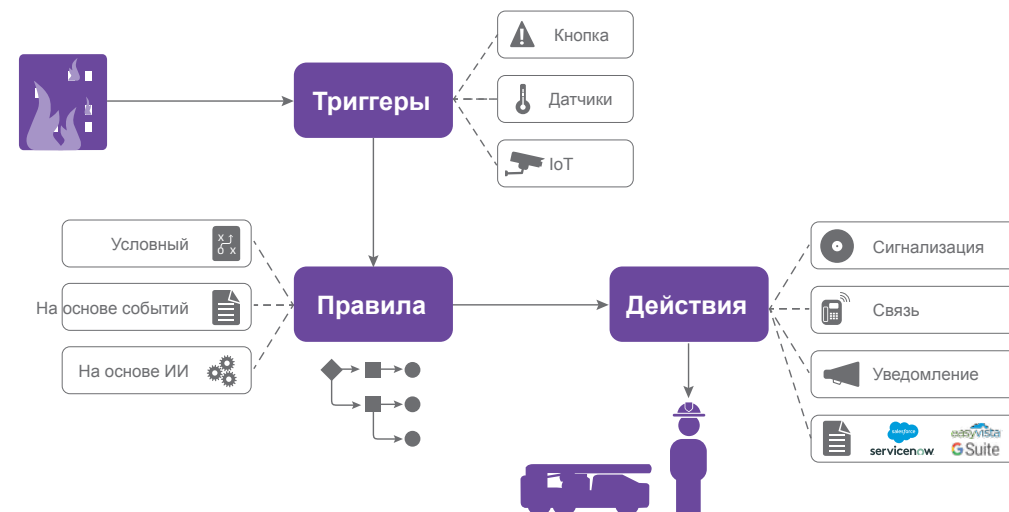 Кнопка
Триггеры
Датчики
IoT
Условный
На основе событий
На основе ИИ
Правила
Действия
Сигнализация
Связь
Уведомление
salesforce
servicenow
easyvista
G Suite